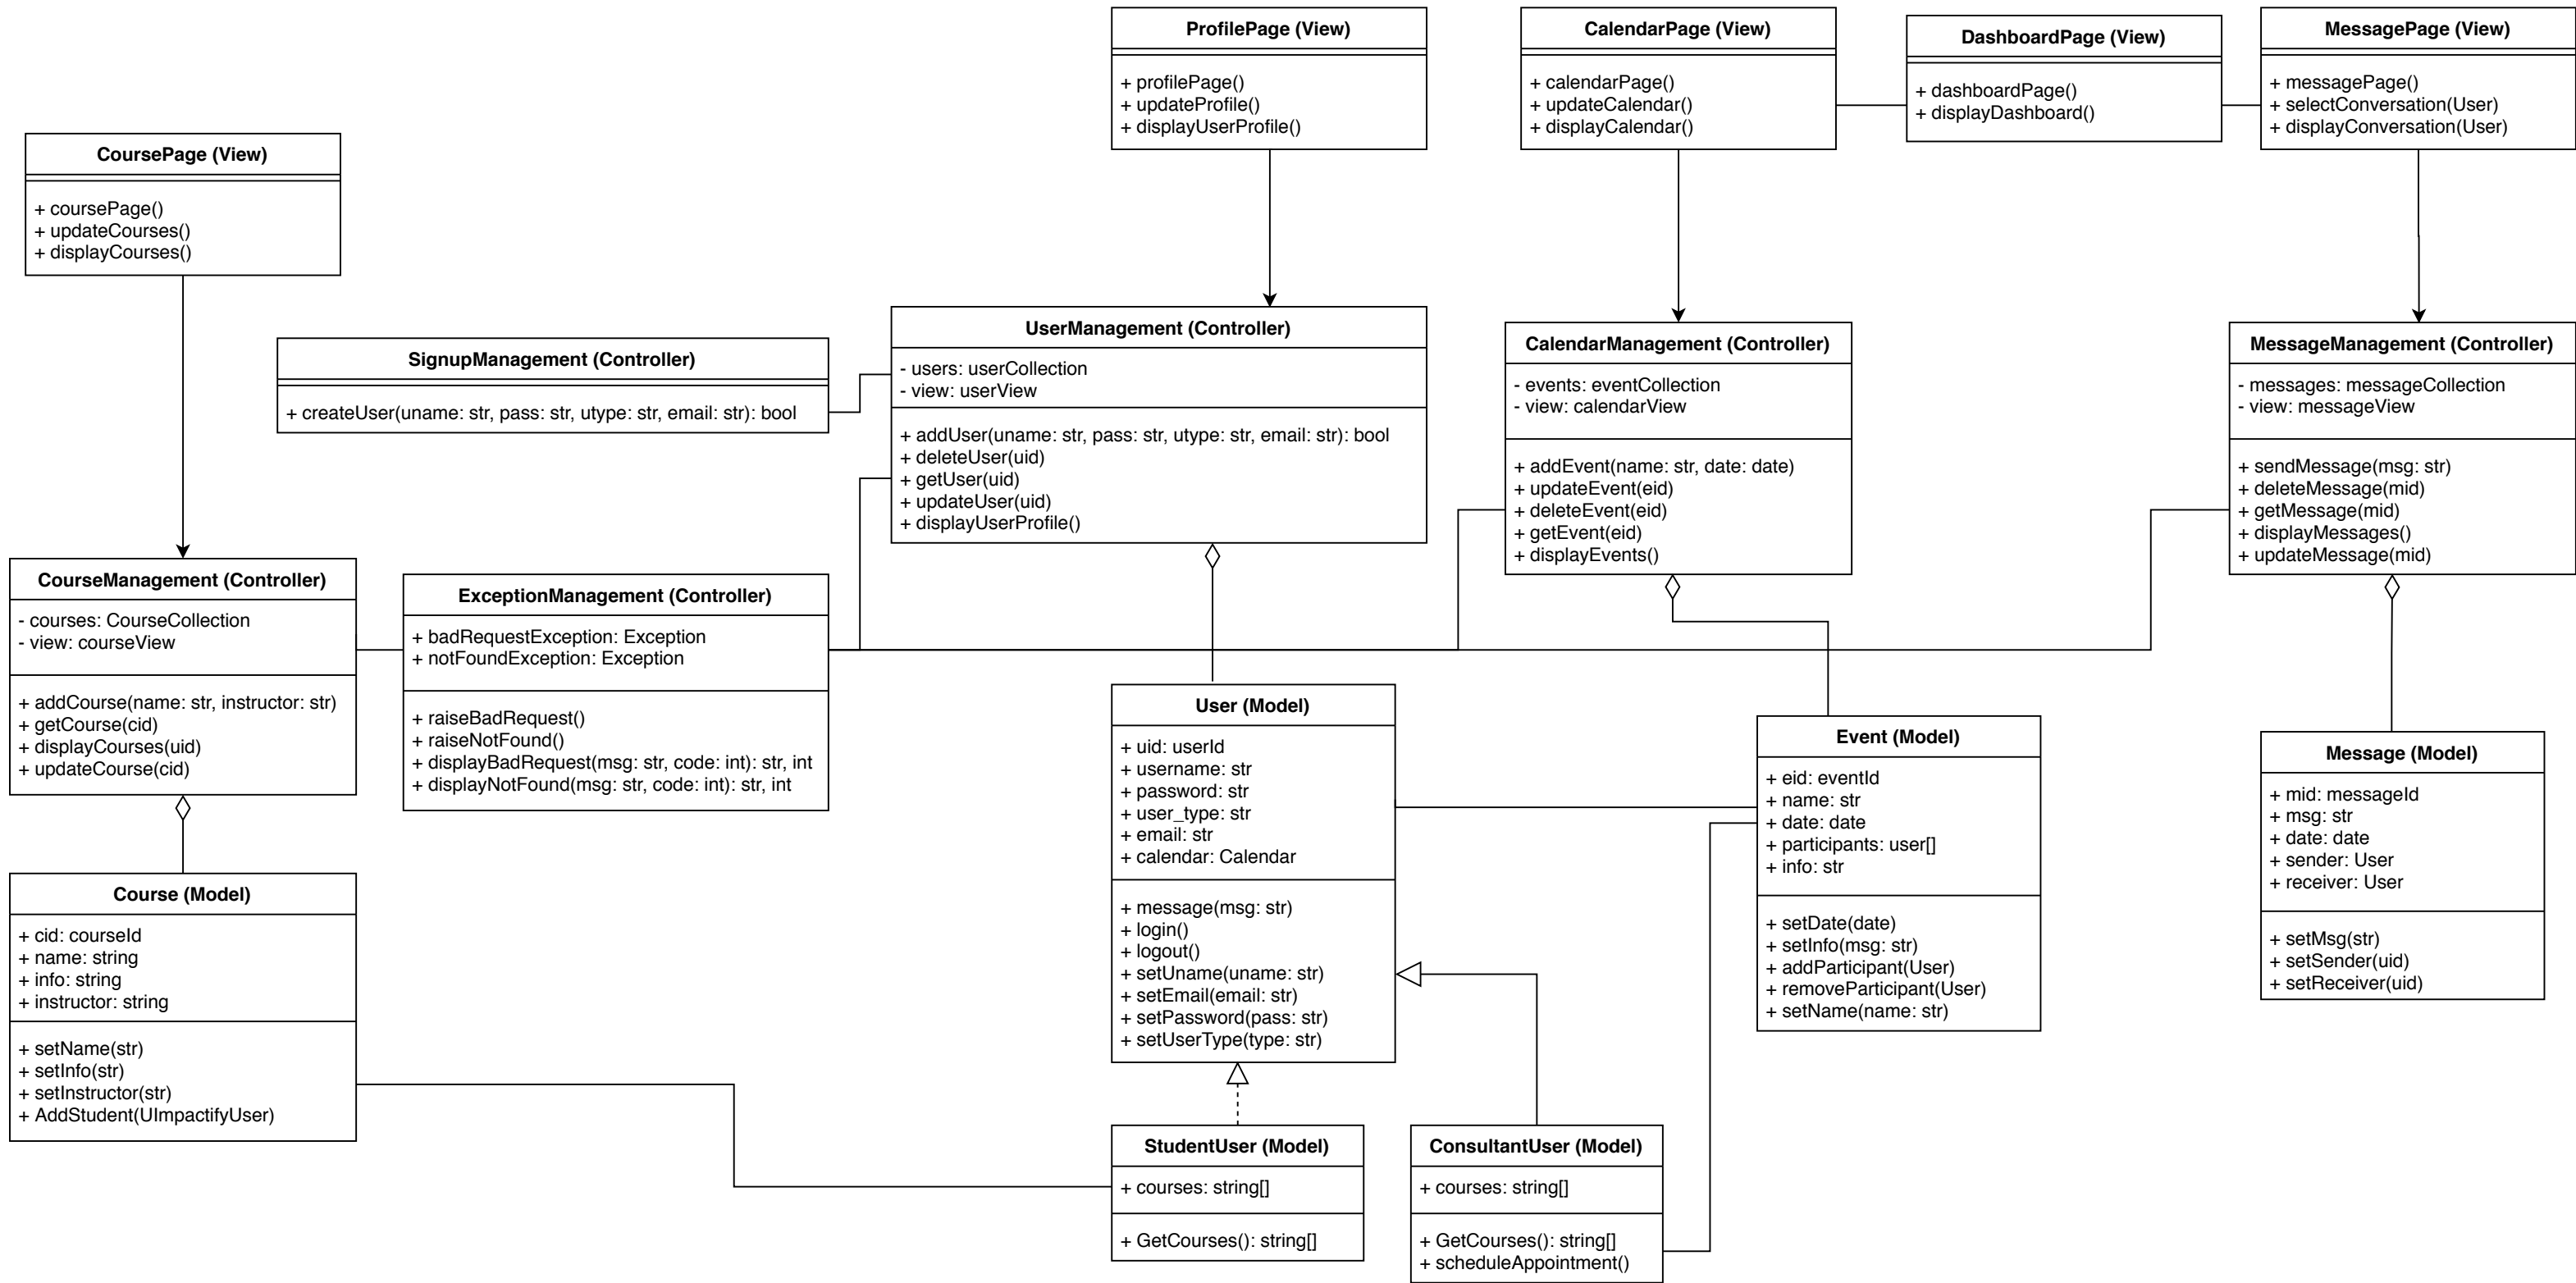 ProfilePage (View)
+ profilePage()
+ updateProfile()
+ displayUserProfile()
CalendarPage (View)
+ calendarPage()
+ updateCalendar()
+ displayCalendar()
DashboardPage (View)
+ dashboardPage()
+ displayDashboard()
MessagePage (View)
+ messagePage()
+ selectConversation(User)
+ displayConversation(User)
CoursePage (View)
+ coursePage()
+ updateCourses()
+ displayCourses()
SignupManagement (Controller)
+ createUser(uname: str, pass: str, utype: str, email: str): bool
UserManagement (Controller)
- users: userCollection
- view: userView
+ addUser(uname: str, pass: str, utype: str, email: str): bool
+ deleteUser(uid)
+ getUser(uid)
+ updateUser(uid)
+ displayUserProfile()
CalendarManagement (Controller)
- events: eventCollection
- view: calendarView
+ addEvent(name: str, date: date)
+ updateEvent(eid)
+ deleteEvent(eid)
+ getEvent(eid)
+ displayEvents()
MessageManagement (Controller)
- messages: messageCollection
- view: messageView
+ sendMessage(msg: str)
+ deleteMessage(mid)
+ getMessage(mid)
+ displayMessages()
+ updateMessage(mid)
CourseManagement (Controller)
- courses: CourseCollection
- view: courseView
+ addCourse(name: str, instructor: str)
+ getCourse(cid)
+ displayCourses(uid)
+ updateCourse(cid)
ExceptionManagement (Controller)
+ badRequestException: Exception
+ notFoundException: Exception
+ raiseBadRequest()
+ raiseNotFound()
+ displayBadRequest(msg: str, code: int): str, int
+ displayNotFound(msg: str, code: int): str, int
User (Model)
+ uid: userId
+ username: str
+ password: str
+ user_type: str
+ email: str
+ calendar: Calendar
+ message(msg: str)
+ login()
+ logout()
+ setUname(uname: str)
+ setEmail(email: str)
+ setPassword(pass: str)
+ setUserType(type: str)
Event (Model)
+ eid: eventId
+ name: str
+ date: date
+ participants: user[]
+ info: str
+ setDate(date)
+ setInfo(msg: str)
+ addParticipant(User)
+ removeParticipant(User)
+ setName(name: str)
Message (Model)
+ mid: messageId
+ msg: str
+ date: date
+ sender: User
+ receiver: User
+ setMsg(str)
+ setSender(uid)
+ setReceiver(uid)
Course (Model)
+ cid: courseId
+ name: string
+ info: string
+ instructor: string
+ setName(str)
+ setInfo(str)
+ setInstructor(str)
+ AddStudent(UImpactifyUser)
StudentUser (Model)
+ courses: string[]
+ GetCourses(): string[]
ConsultantUser (Model)
+ courses: string[]
+ GetCourses(): string[]
+ scheduleAppointment()